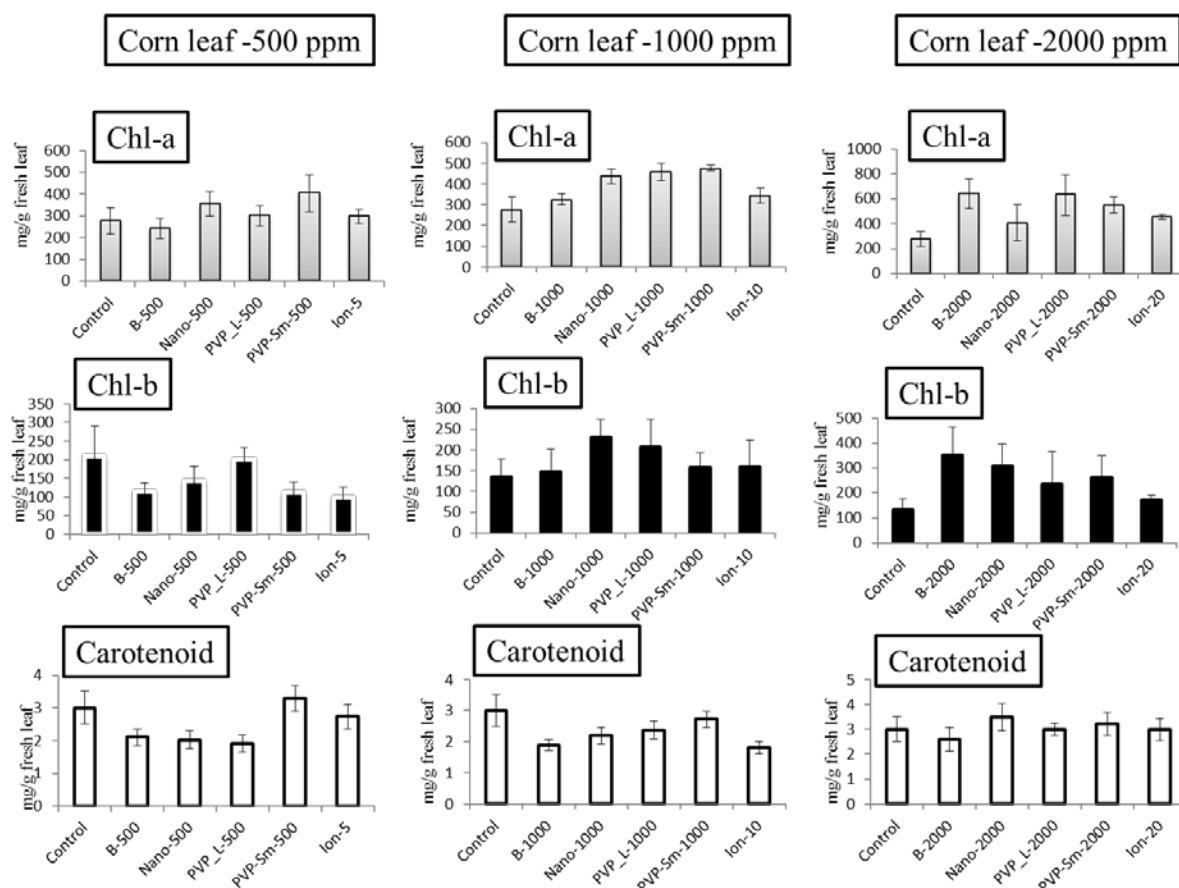 Corn leaf -500 ppm
Corn leaf -1000 ppm
Corn leaf -2000 ppm
Chl-a
mg/g fresh leaf
600
500
400
300
200
100
0
Control
B-500
Nano-500
PVP_L-500
PVP-Sm-500
Ion-5
Chl-a
mg/g fresh leaf
600
500
400
300
200
100
0
Control
B-1000
Nano-1000
PVP_L-1000
PVP-Sm-1000
Ion-10
Chl-a
mg/g fresh leaf
1000
800
600
400
200
0
Control
B-2000
Nano-2000
PVP_L-2000
PVP-Sm-2000
Ion-20
Chl-b
mg/g fresh leaf
350
300
250
200
150
100
50
0
Control
B-500
Nano-500
PVP_L-500
PVP-Sm-500
Ion-5
Chl-b
mg/g fresh leaf
300
250
200
150
100
50
0
Control
B-1000
Nano-1000
PVP_L-1000
PVP-Sm-1000
Ion-10
Chl-b
mg/g fresh leaf
500
400
300
200
100
0
Control
B-2000
Nano-2000
PVP_L-2000
PVP-Sm-2000
Ion-20
Carotenoid
mg/g fresh leaf
4
3
2
1
0
Control
B-500
Nano-500
PVP_L-500
PVP-Sm-500
Ion-5
Carotenoid
mg/g fresh leaf
4
3
2
1
0
Control
B-1000
Nano-1000
PVP_L-1000
PVP-Sm-1000
Ion-10
Carotenoid
mg/g fresh leaf
5
4
3
2
1
0
Control
B-2000
Nano-2000
PVP_L-2000
PVP-Sm-2000
Ion-20